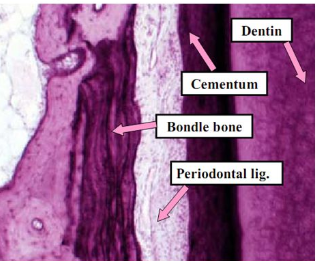 Dentin
Cementum
Bondle bone
Periodontal lig.